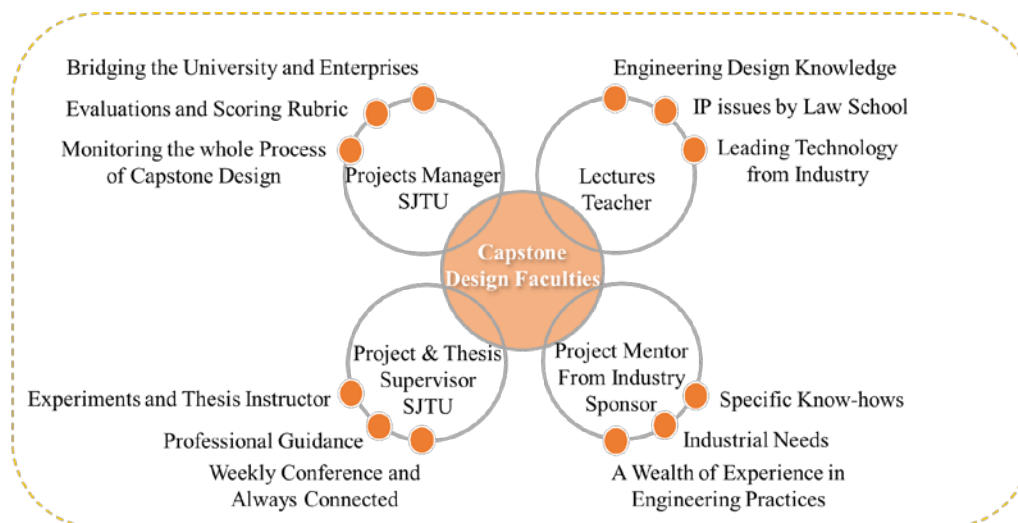 Bridging the University and Enterprises
Evaluations and Scoring Rubric
Monitoring the whole Process
of Capstone Design
Projects Manager
SJTU
Engineering Design Knowledge
IP issues by Law School
Leading Technology
from Industry
Lectures
Teacher
Capstone
Design Faculties
Project & Thesis
Supervisor
SJTU
Experiments and Thesis Instructor
Professional Guidance
Weekly Conference and
Always Connected
Project Mentor
From Industry
Sponsor
Specific Know-hows
Industrial Needs
A Wealth of Experience in
Engineering Practices